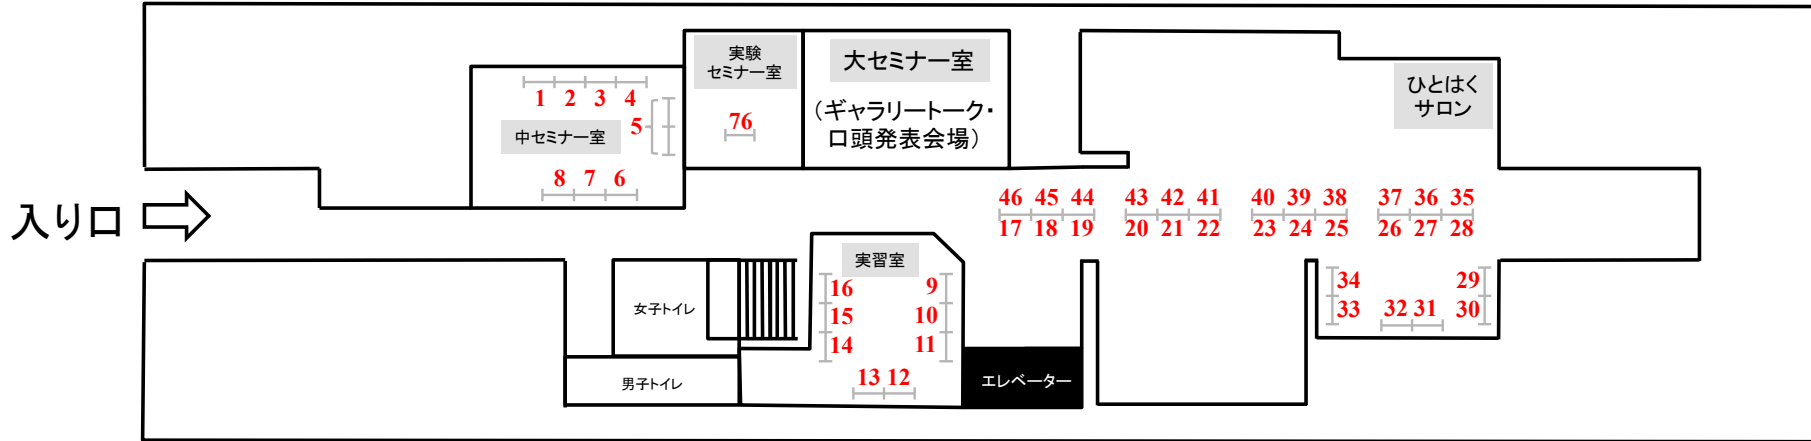 実験
セミナー室
大セミナー室
(ギャラリートーク・
口頭発表会場)
ひとはく
サロン
1 2 3 4
5
中セミナー室
8 7 6
76
入り口
46 45 44 43 42 41 40 39 38 37 36 35
17 18 19 20 21 22 23 24 25 26 27 28
実習室
16 9
15 10
14 11
13 12
女子トイレ
男子トイレ
エレベーター
34 29
33 32 31 30